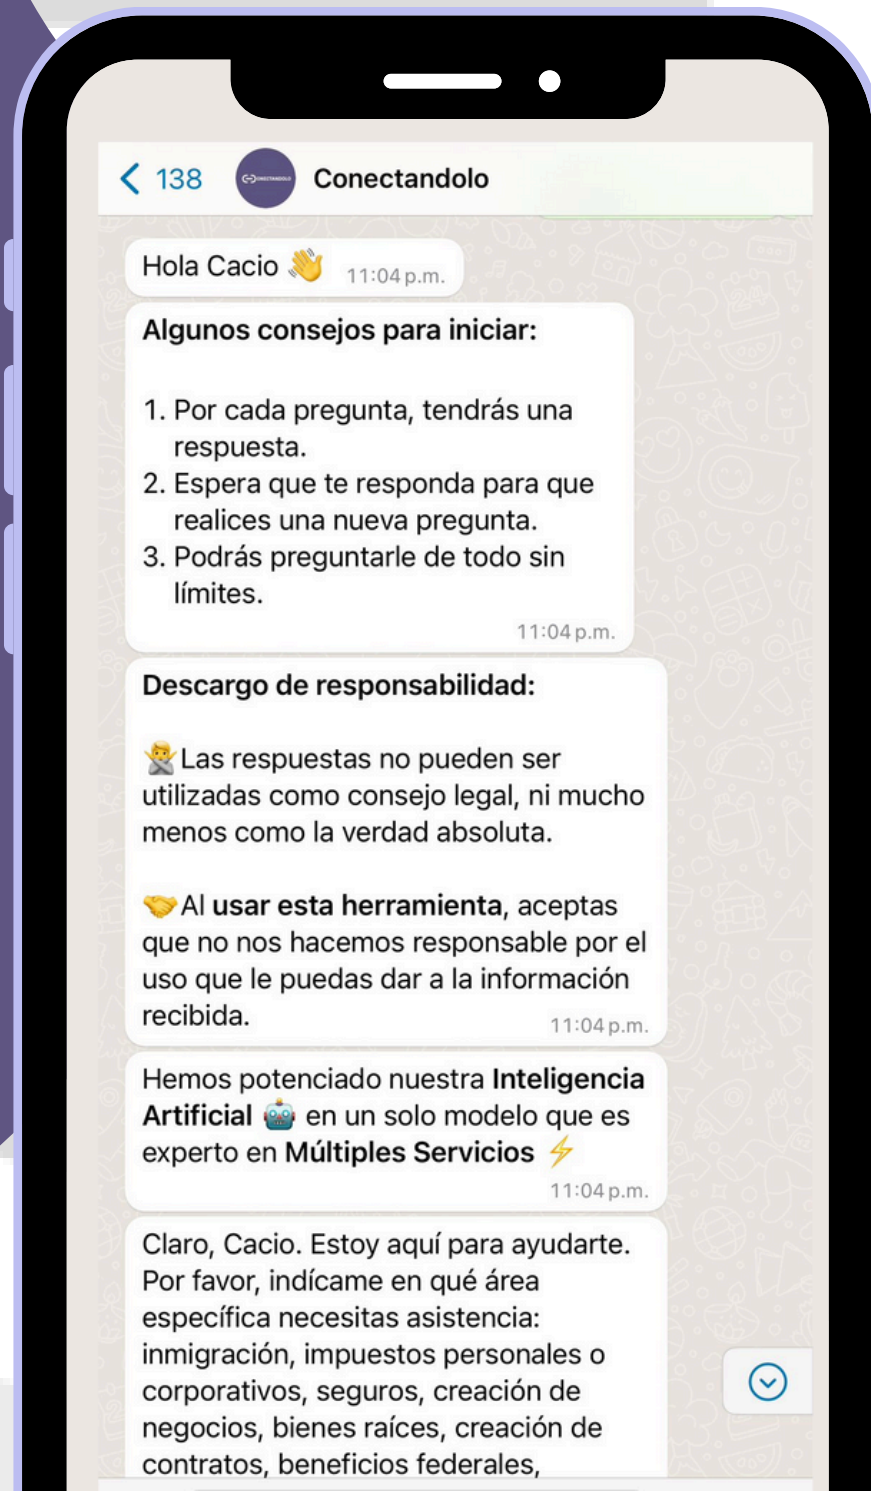 138
CONECTANDOLO
Conectandolo
Hola Cacio 👋
11:04 p.m.
Algunos consejos para iniciar:
1. Por cada pregunta, tendrás una
respuesta.
2. Espera que te responda para que
realices una nueva pregunta.
3. Podrás preguntarle de todo sin
límites.
11:04 p.m.
Descargo de responsabilidad:
🙅Las respuestas no pueden ser
utilizadas como consejo legal, ni mucho
menos como la verdad absoluta.
🤝Al usar esta herramienta, aceptas
que no nos hacemos responsable por el
uso que le puedas dar a la información
recibida.
11:04 p.m.
Hemos potenciado nuestra Inteligencia
Artificial 🤖 en un solo modelo que es
experto en Múltiples Servicios ⚡
11:04 p.m.
Claro, Cacio. Estoy aquí para ayudarte.
Por favor, indícame en qué área
específica necesitas asistencia:
inmigración, impuestos personales o
corporativos, seguros, creación de
negocios, bienes raíces, creación de
contratos, beneficios federales,